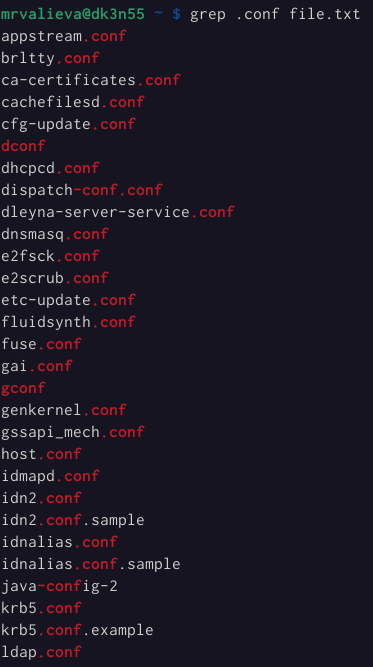 mrvalieva@dk3n55 ~ $ grep .conf file.txt
appstream.conf
brltty.conf
ca-certificates.conf
cachefilesd.conf
cfg-update.conf
dconf
dhcpcd.conf
dispatch-conf.conf
dleyna-server-service.conf
dnsmasq.conf
e2fsck.conf
e2scrub.conf
etc-update.conf
fluidsynth.conf
fuse.conf
gai.conf
gconf
genkernel.conf
gssapi_mech.conf
host.conf
idmapd.conf
idn2.conf
idn2.conf.sample
idnalias.conf
idnalias.conf.sample
java-config-2
krb5.conf
krb5.conf.example
ldap.conf